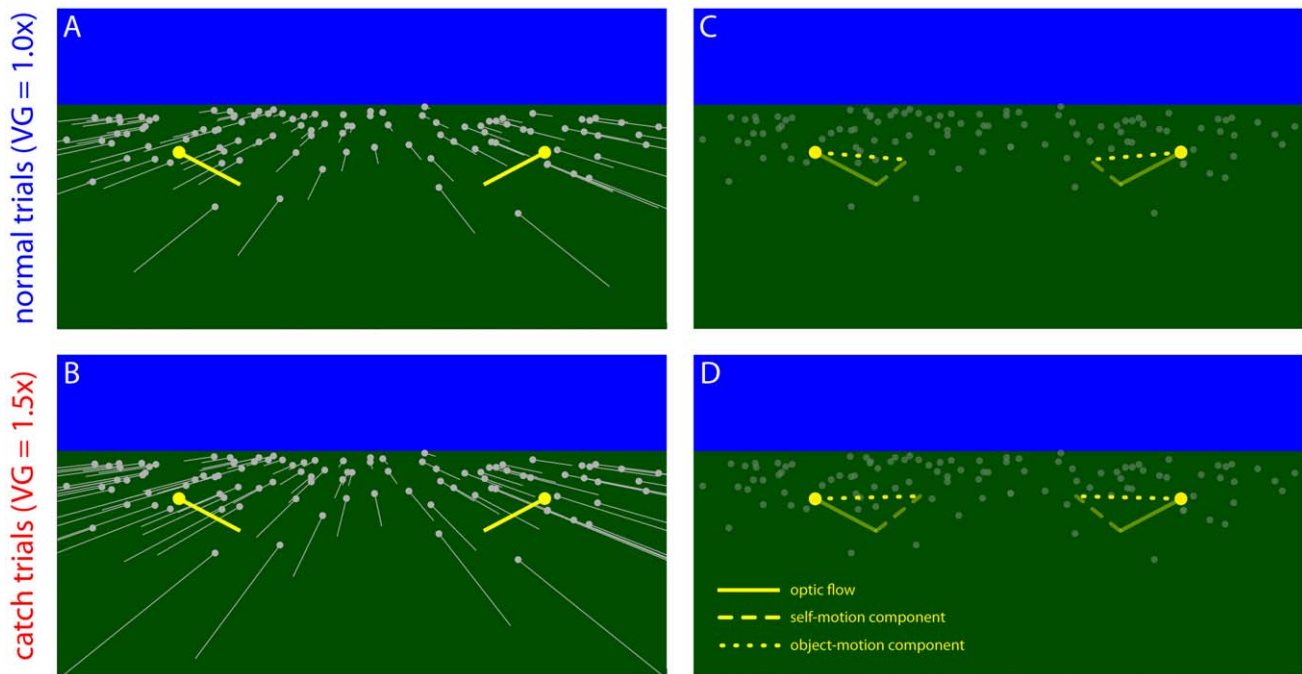 normal trials (VG = 1.0x)
A
C
catch trials (VG = 1.5x)
B
D
optic flow
self-motion component
object-motion component